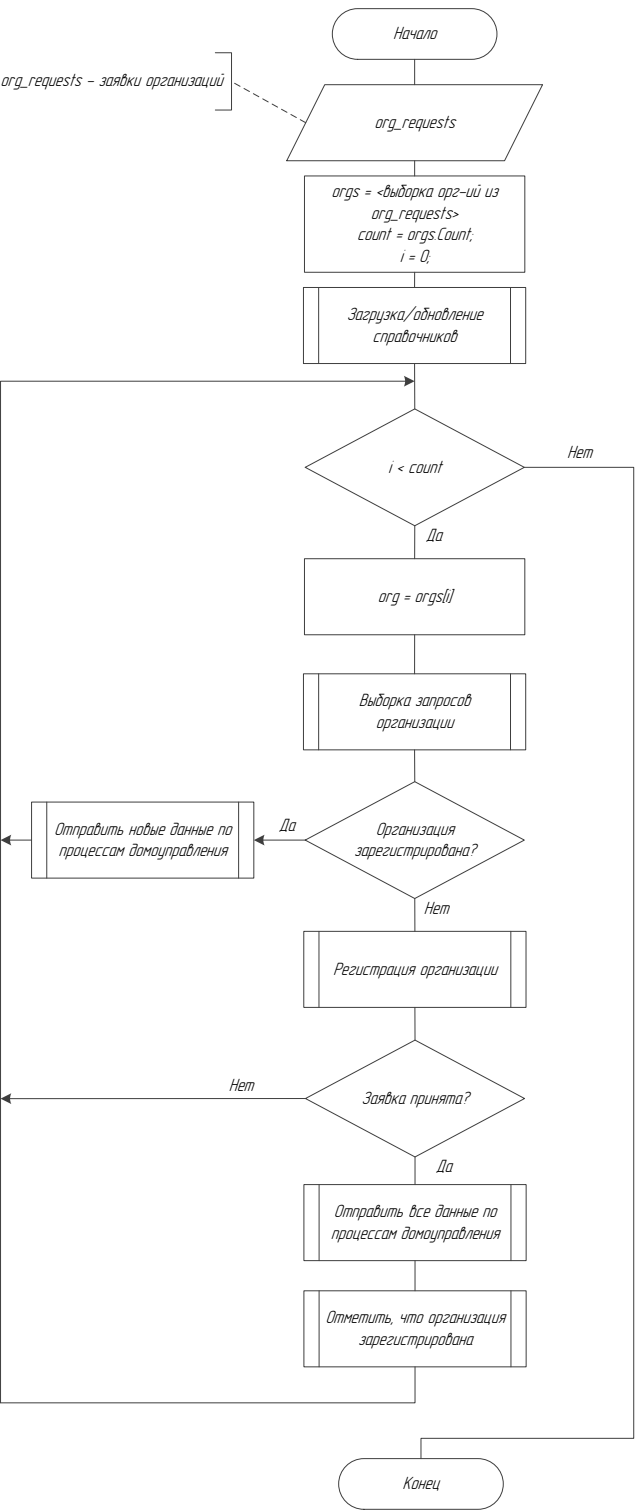 Начало
org_requests – заявки организаций
org_requests
orgs = <выборка орг-ий из
org_requests>
count = orgs.Count;
i = 0;
Загрузка/обновление
справочников
i < count
Нет
Да
org = orgs[i]
Выборка запросов
организации
Организация
зарегистрирована?
Да
Отправить новые данные по
процессам домоуправления
Нет
Регистрация организации
Заявка принята?
Нет
Да
Отправить все данные по
процессам домоуправления
Отметить, что организация
зарегистрирована
Конец